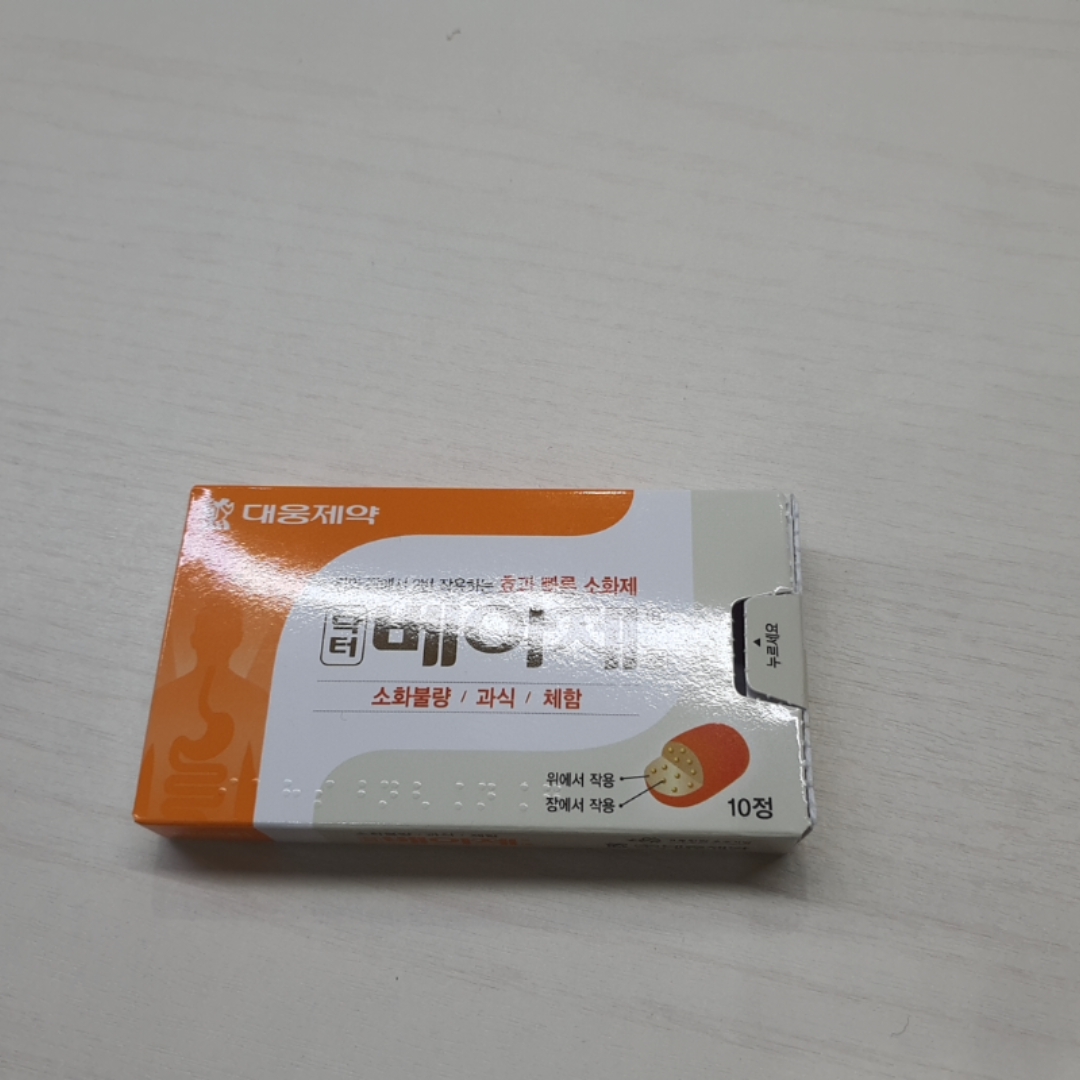 대웅제약
효과 빠른 소화제
닥터 베아제
소화불량 / 과식 / 체함
누르세요
위에서 작용
장에서 작용
10정